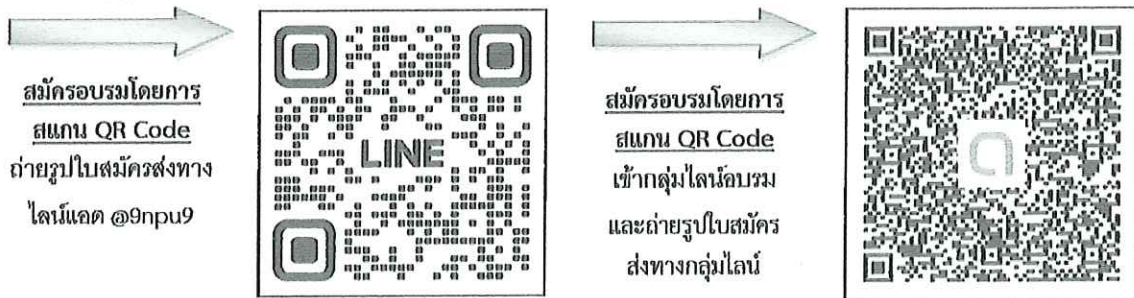 สมัครอบรมโดยการ
สแกน QR Code
ถ่ายรูปใบสมัครส่งทาง
ไลน์แอด @9npu9
LINE
สมัครอบรมโดยการ
สแกน QR Code
เข้ากลุ่มไลน์อบรม
และถ่ายรูปใบสมัคร
ส่งทางกลุ่มไลน์